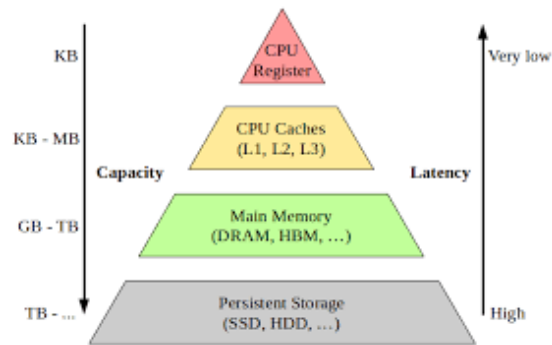 KB
CPU
Register
Very low
KB - MB
CPU Caches
(L1, L2, L3)
Capacity
Latency
GB - TB
Main Memory
(DRAM, HBM, …)
TB - ...
Persistent Storage
(SSD, HDD, …)
High